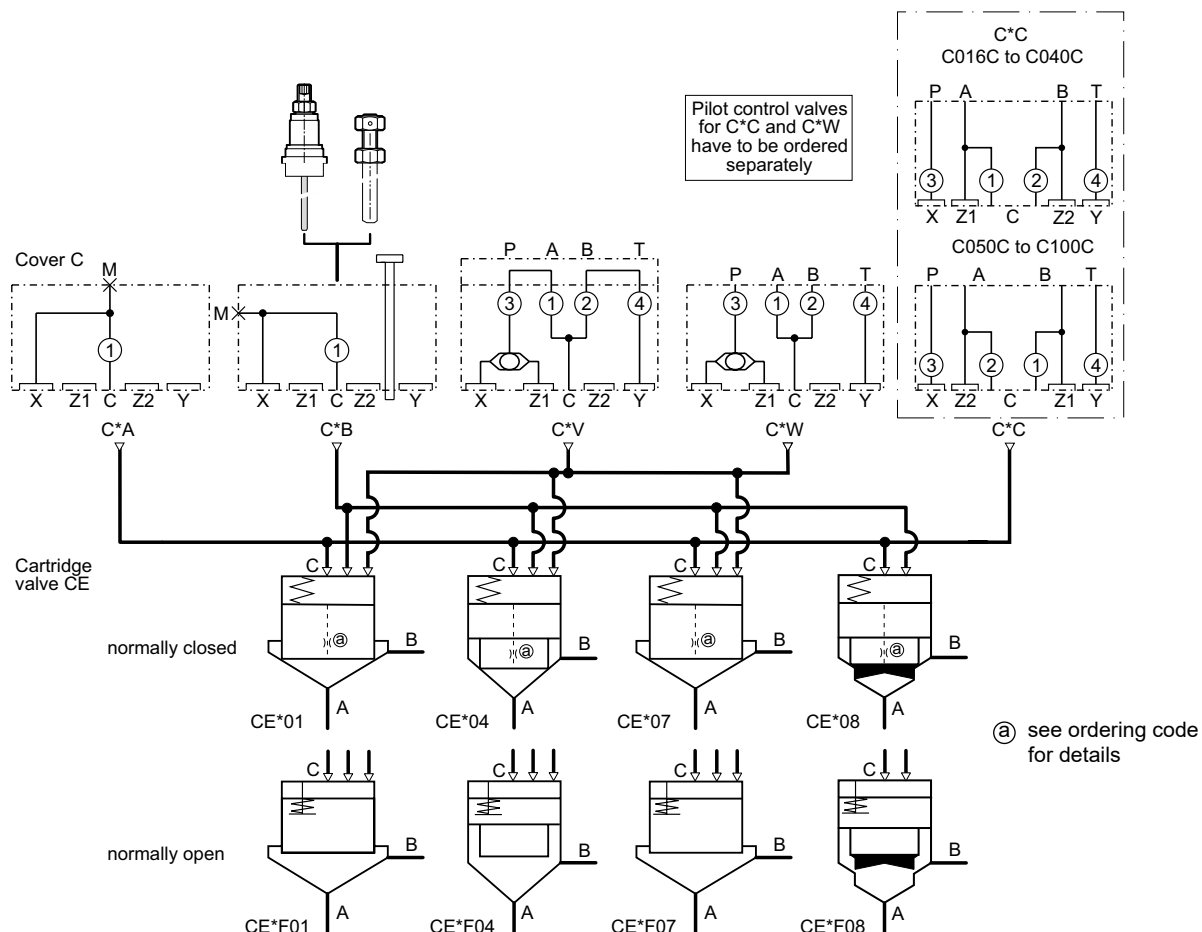 C*C
C016C to C040C
P A B T
3 1 2 4
X Z1 C Z2 Y
Pilot control valves
for C*C and C*W
have to be ordered
separately
C050C to C100C
P A B T
3 2 1 4
X Z2 C Z1 Y
C*C
Cover C
M
1
X Z1 C Z2 Y
C*A
M
1
X Z1 C Z2 Y
C*B
P A B T
3 1 2 4
X Z1 C Z2 Y
C*V
P A B T
3 1 2 4
X Z1 C Z2 Y
C*W
Cartridge
valve CE
normally closed
C
a
B
A
CE*01
C
a
B
A
CE*04
C
a
B
A
CE*07
C
a
B
A
CE*08
a see ordering code
for details
normally open
C
B
A
CE*F01
C
B
A
CE*F04
C
B
A
CE*F07
C
B
A
CE*F08